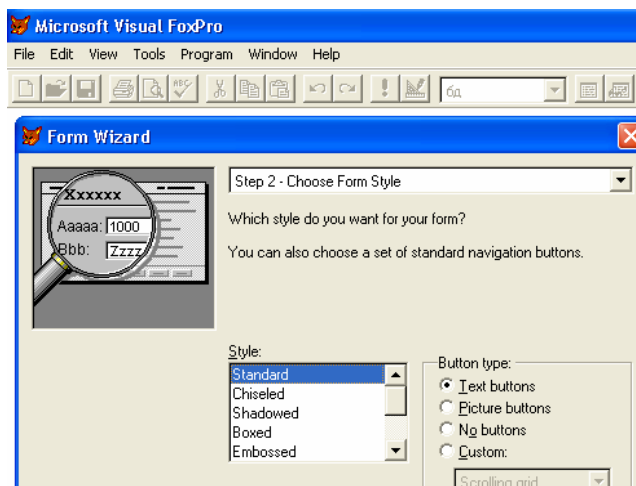 Microsoft Visual FoxPro
File Edit View Tools Program Window Help
ABC
бд
Form Wizard
Step 2 - Choose Form Style
Xxxxxx
Aaaaa: 1000
Bbb: Zzzz
Which style do you want for your form?
You can also choose a set of standard navigation buttons.
Style:
Standard
Chiseled
Shadowed
Boxed
Embossed
Button type:
Text buttons
Picture buttons
No buttons
Custom:
Scrolling grid